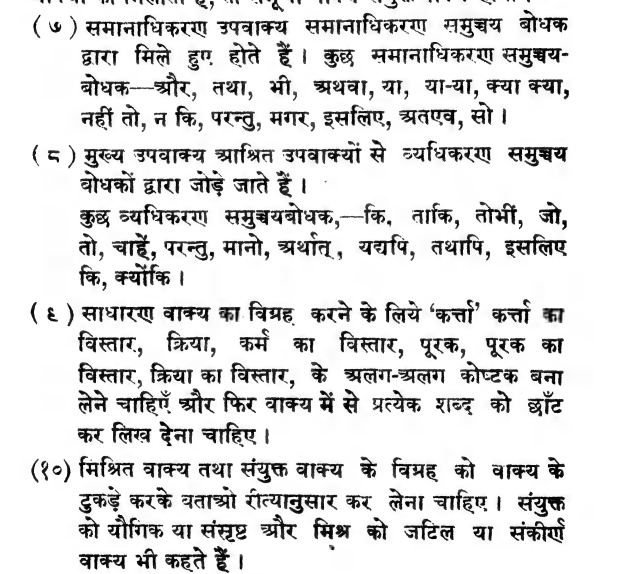 (७) समानाधिकरण उपवाक्य समानाधिकरण समुच्चय बोधक
द्वारा मिले हुए होते हैं। कुछ समानाधिकरण समुच्चय-
बोधक—और, तथा, भी, अथवा, या, या-या, क्या क्या,
नहीं तो, न कि, परन्तु, मगर, इसलिए, अतएव, सो।
(८) मुख्य उपवाक्य आश्रित उपवाक्यों से व्यधिकरण समुच्चय
बोधकों द्वारा जोड़े जाते हैं।
कुछ व्यधिकरण समुच्चयबोधक,—कि, ताकि, तोभीं, जो,
तो, चाहें, परन्तु, मानो, अर्थात्, यद्यपि, तथापि, इसलिए
कि, क्योंकि।
(९) साधारण वाक्य का विग्रह करने के लिये ‘कर्त्ता’ कर्त्ता का
विस्तार, क्रिया, कर्म का विस्तार, पूरक, पूरक का
विस्तार, क्रिया का विस्तार, के अलग-अलग कोष्टक बना
लेने चाहिएँ और फिर वाक्य में से प्रत्येक शब्द को छाँट
कर लिख देना चाहिए।
(१०) मिश्रित वाक्य तथा संयुक्त वाक्य के विग्रह को वाक्य के
टुकड़े करके बताओ रीत्यानुसार कर लेना चाहिए। संयुक्त
को यौगिक या संसृष्ट और मिश्र को जटिल या संकीर्ण
वाक्य भी कहते हैं।